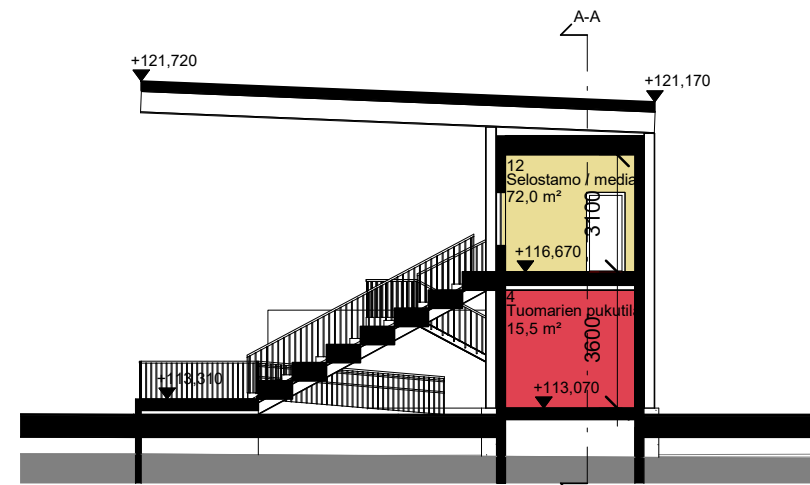 A-A
+121,720
+121,170
12
Selostamo / media
72,0 m²
3100
+116,670
4
Tuomarien pukutil
15,5 m²
3600
+113,310
+113,070